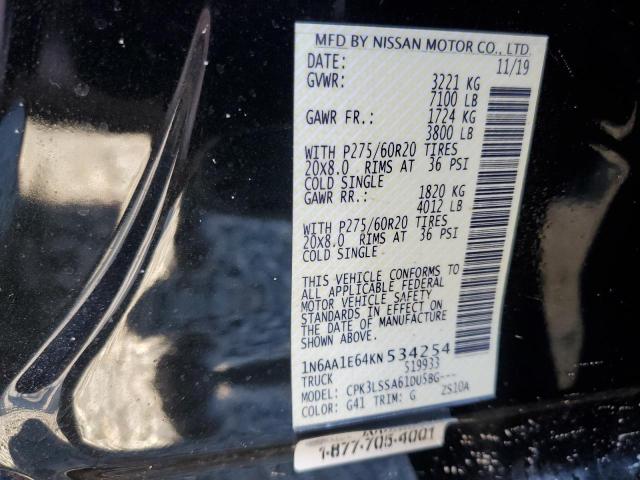 MFD BY NISSAN MOTOR CO., LTD.
DATE: 11/19
GVWR: 3221 KG
7100 LB
GAWR FR.: 1724 KG
3800 LB
WITH P275/60R20 TIRES
20X8.0 RIMS AT 36 PSI
COLD SINGLE
GAWR RR.: 1820 KG
4012 LB
WITH P275/60R20 TIRES
20X8.0 RIMS AT 36 PSI
COLD SINGLE
THIS VEHICLE CONFORMS TO
ALL APPLICABLE FEDERAL
MOTOR VEHICLE SAFETY
STANDARDS IN EFFECT ON
THE DATE OF MANUFACTURE
SHOWN ABOVE.
1N6AA1E64KN534254
TRUCK 519933
MODEL: CPK3LSSA61DU5BG---
COLOR: G41 TRIM: G 2S10A
1-877-705-4001